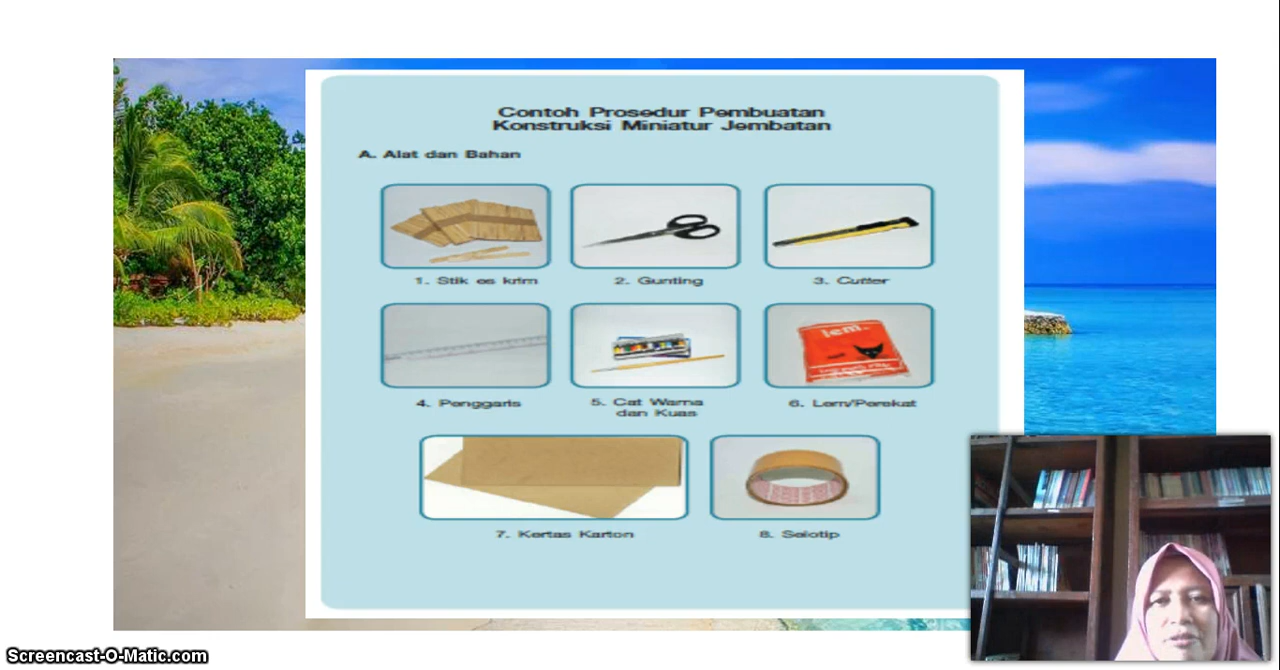 Contoh Prosedur Pembuatan
Konstruksi Miniatur Jembatan
A. Alat dan Bahan
1. Stik es krim
2. Gunting
3. Cutter
lem
4. Penggaris
5. Cat Warna
dan Kuas
6. Lem/Perekat
7. Kertas Karton
8. Selotip
Screencast-O-Matic.com